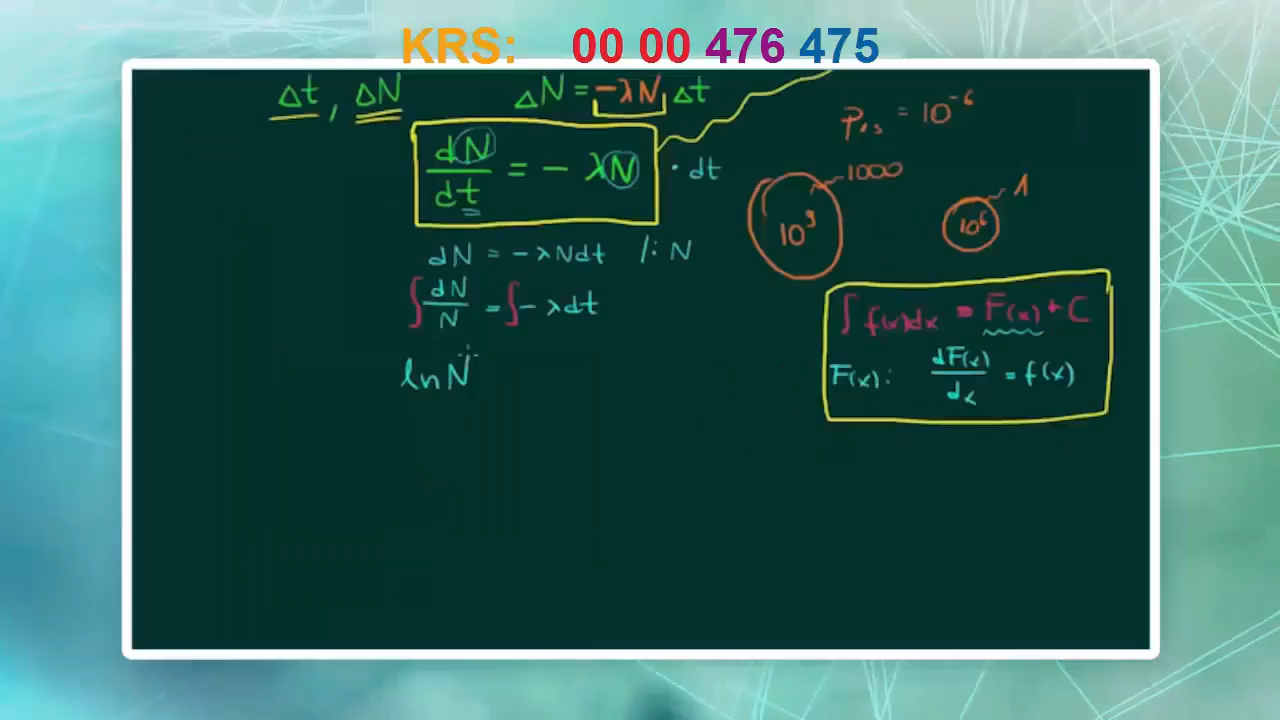 KRS: 00 00 476 475
Δt, ΔN ΔN = -λN Δt
dN/dt = - λN · dt
dN = -λNdt /: N
∫ dN/N = ∫ - λdt
ln N
= 10⁻⁶
1000
10⁹
1
10⁶
∫ f(x)dx = F(x) + C
F(x): dF(x)/dx = f(x)